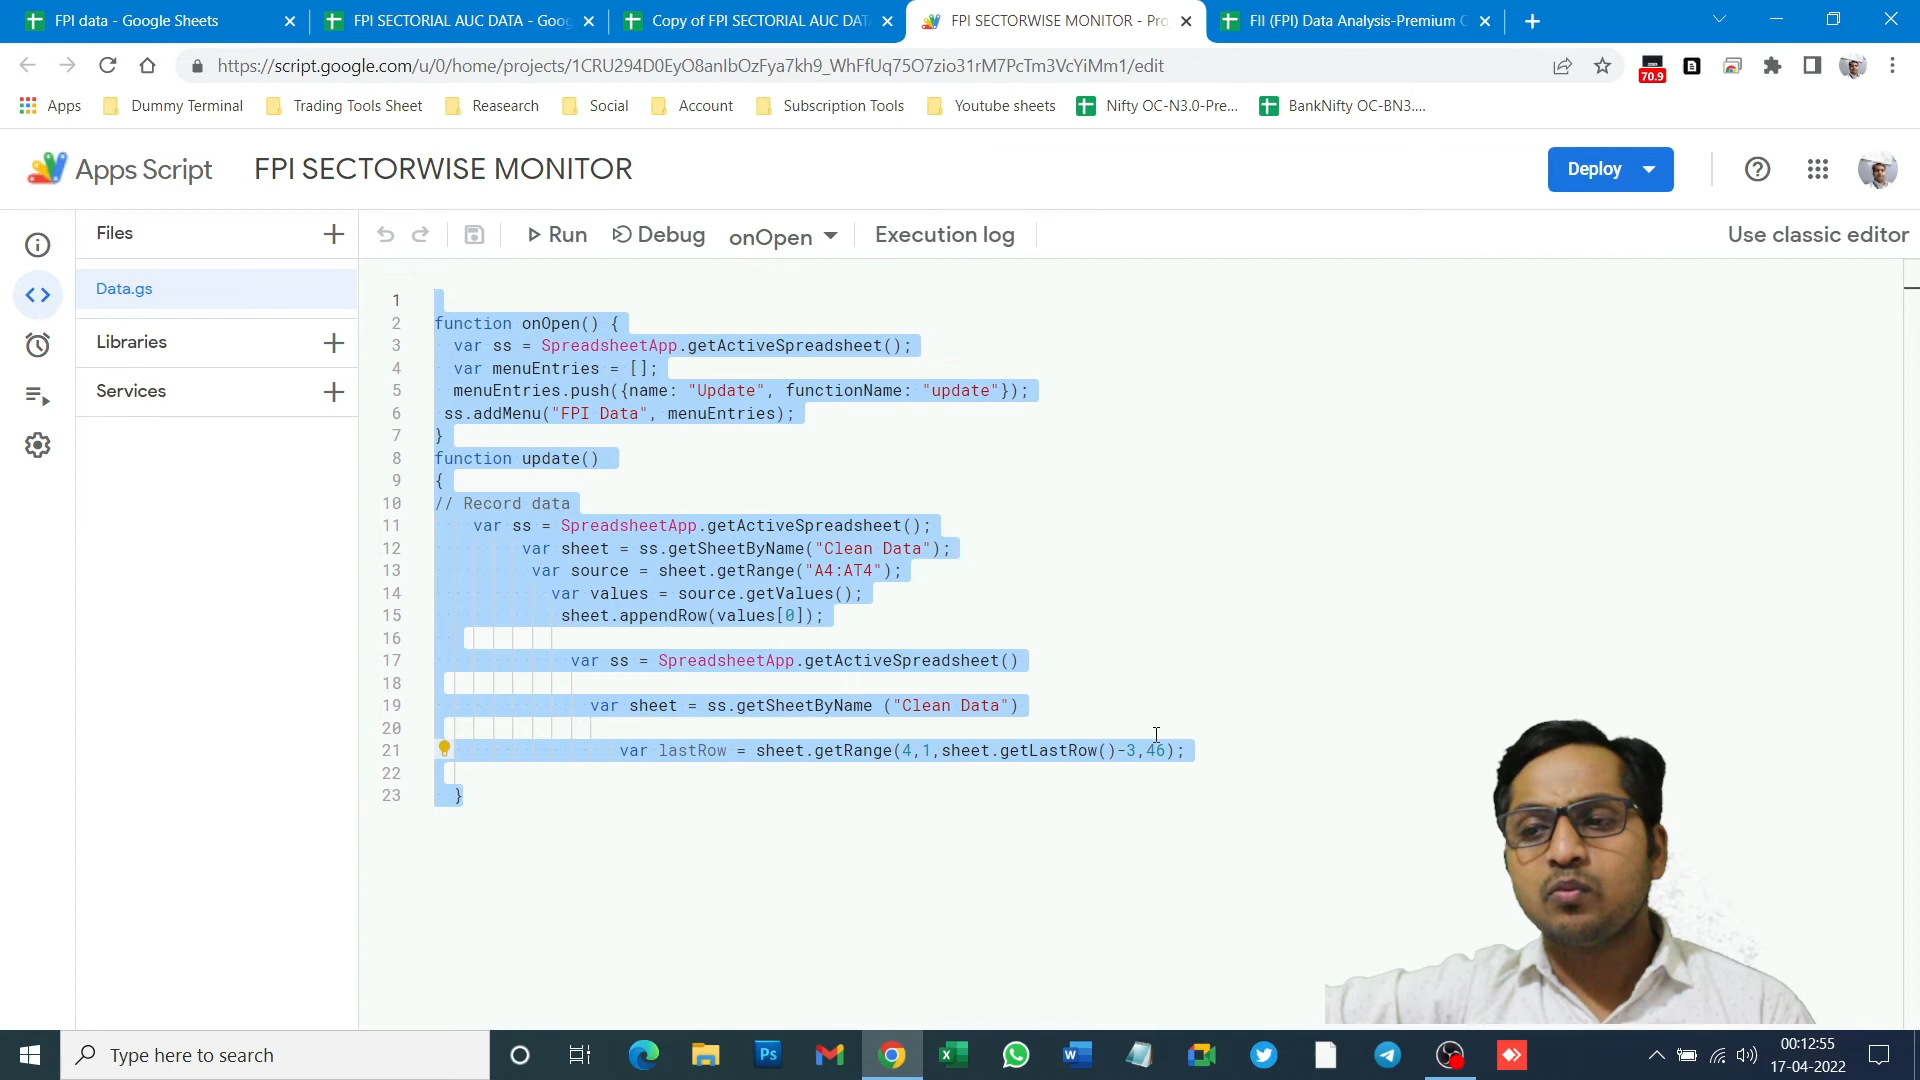 FPI data - Google Sheets
FPI SECTORIAL AUC DATA - Goog
Copy of FPI SECTORIAL AUC DAT
FPI SECTORWISE MONITOR - Pro
FII (FPI) Data Analysis-Premium
https://script.google.com/u/0/home/projects/1CRU294D0EyO8anIbOzFya7kh9_WhFfUq75O7zio31rM7PcTm3VcYiMm1/edit
70.9
Apps
Dummy Terminal
Trading Tools Sheet
Reasearch
Social
Account
Subscription Tools
Youtube sheets
Nifty OC-N3.0-Pre...
BankNifty OC-BN3....
Apps Script
FPI SECTORWISE MONITOR
Deploy
Files
Run
Debug
onOpen
Execution log
Use classic editor
Data.gs
Libraries
Services
1
2 function onOpen() {
3 var ss = SpreadsheetApp.getActiveSpreadsheet();
4 var menuEntries = [];
5 menuEntries.push({name: "Update", functionName: "update"});
6 ss.addMenu("FPI Data", menuEntries);
7 }
8 function update()
9 {
10 // Record data
11 var ss = SpreadsheetApp.getActiveSpreadsheet();
12 var sheet = ss.getSheetByName("Clean Data");
13 var source = sheet.getRange("A4:AT4");
14 var values = source.getValues();
15 sheet.appendRow(values[0]);
16
17 var ss = SpreadsheetApp.getActiveSpreadsheet()
18
19 var sheet = ss.getSheetByName ("Clean Data")
20
21 var lastRow = sheet.getRange(4,1,sheet.getLastRow()-3,46);
22
23 }
Type here to search
Ps
00:12:55
17-04-2022